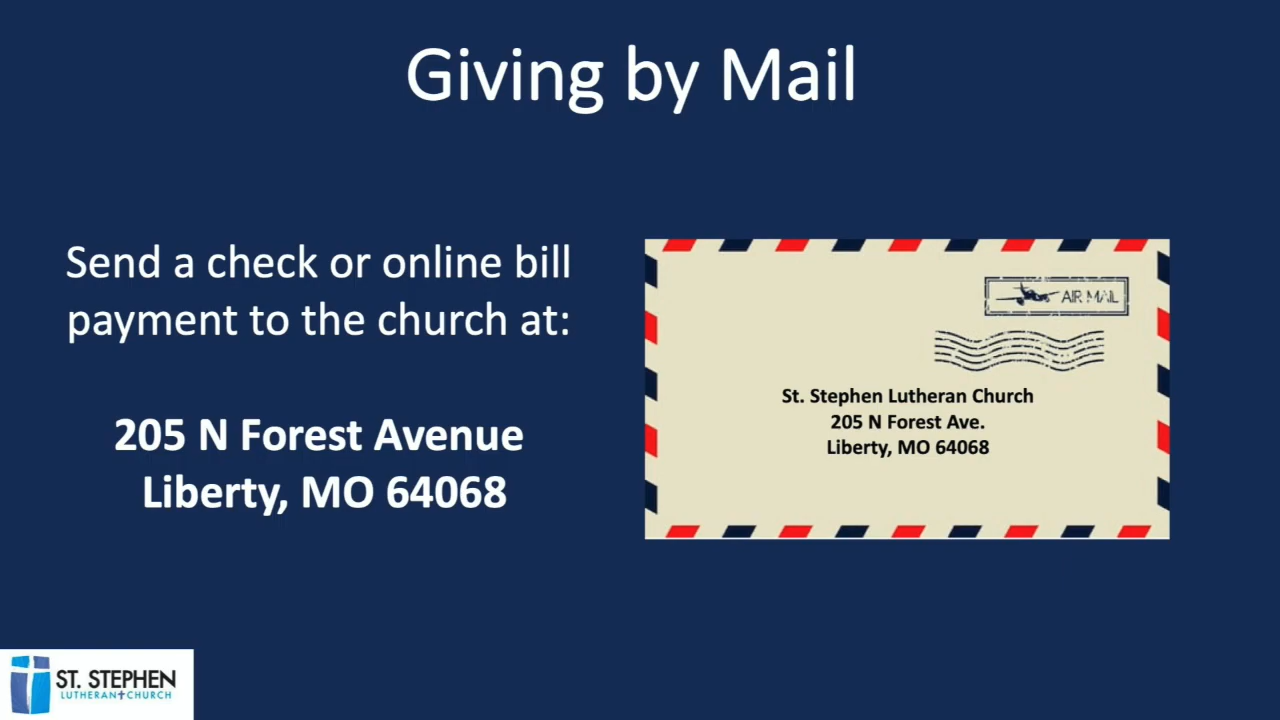 Giving by Mail
Send a check or online bill
payment to the church at:
205 N Forest Avenue
Liberty, MO 64068
AIR MAIL
St. Stephen Lutheran Church
205 N Forest Ave.
Liberty, MO 64068
ST. STEPHEN
LUTHERAN CHURCH